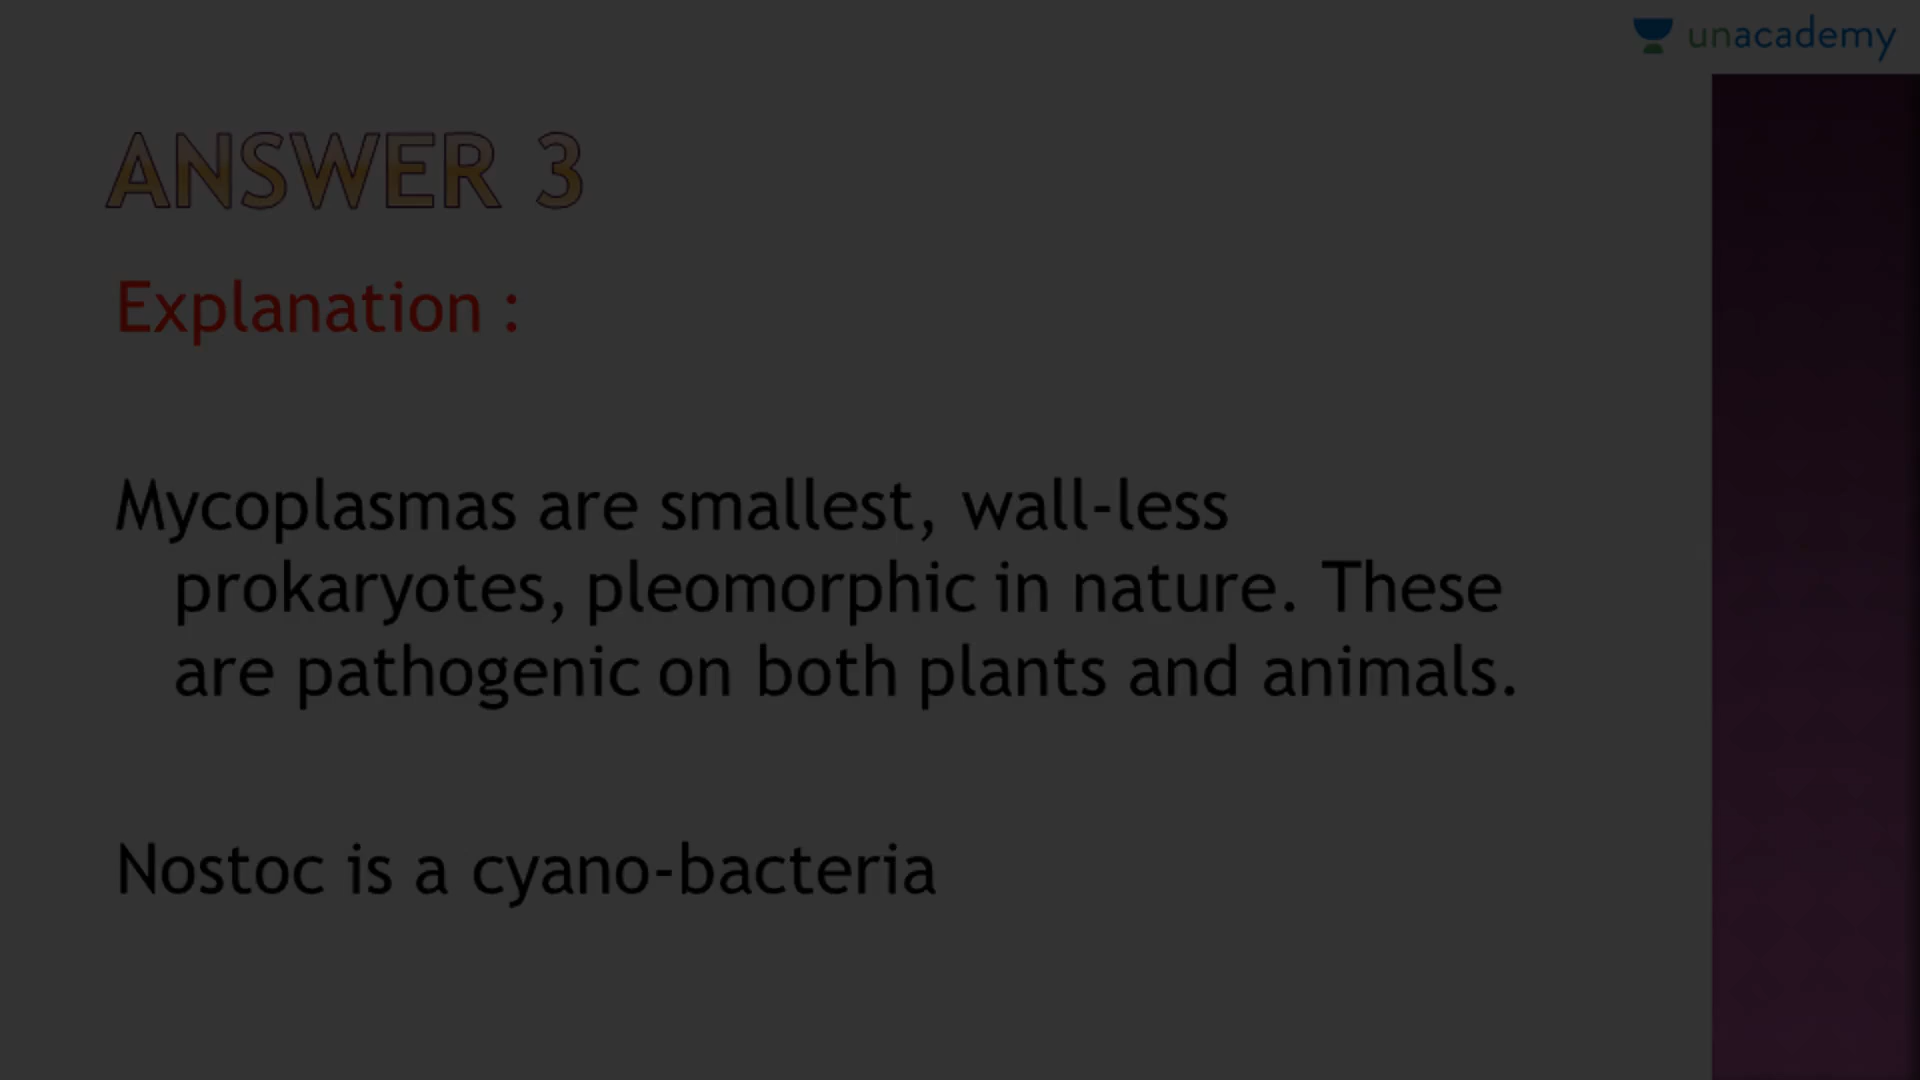 unacademy
ANSWER 3
Explanation :
Mycoplasmas are smallest, wall-less
prokaryotes, pleomorphic in nature. These
are pathogenic on both plants and animals.
Nostoc is a cyano-bacteria